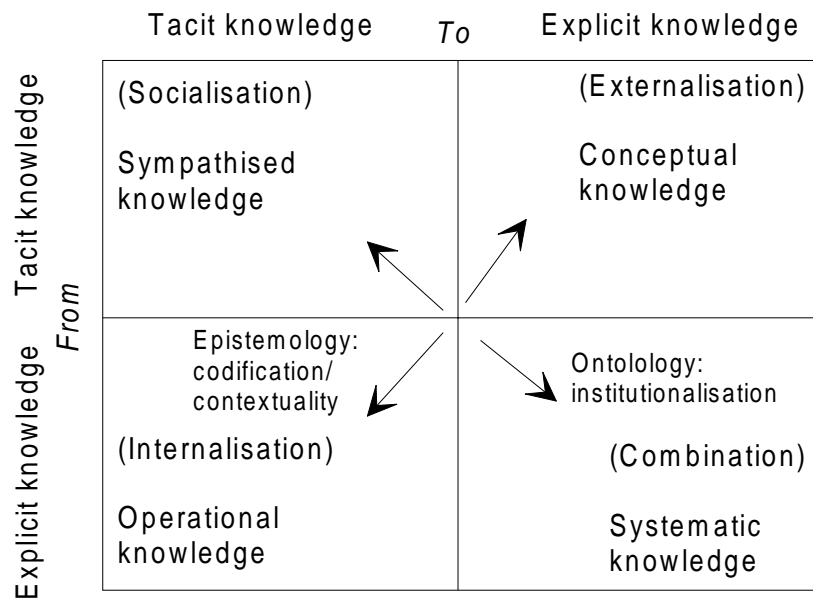 Tacit knowledge To Explicit knowledge
From
Tacit knowledge
(Socialisation)
Sympathised
knowledge
(Externalisation)
Conceptual
knowledge
Explicit knowledge
Epistemology:
codification/
contextuality
(Internalisation)
Operational
knowledge
Ontolology:
institutionalisation
(Combination)
Systematic
knowledge